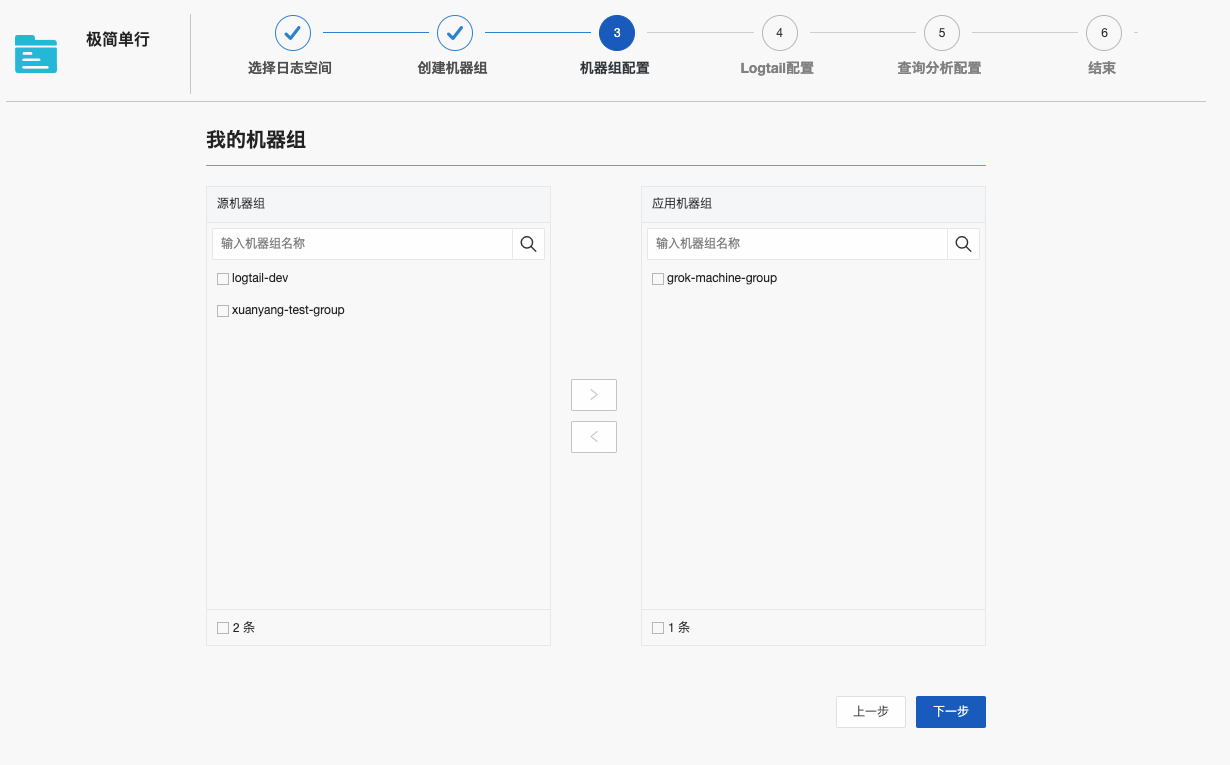 极简单行
3
4
5
6
选择日志空间
创建机器组
机器组配置
Logtail配置
查询分析配置
结束
我的机器组
源机器组
输入机器组名称
logtail-dev
xuanyang-test-group
2 条
应用机器组
输入机器组名称
grok-machine-group
1 条
上一步
下一步